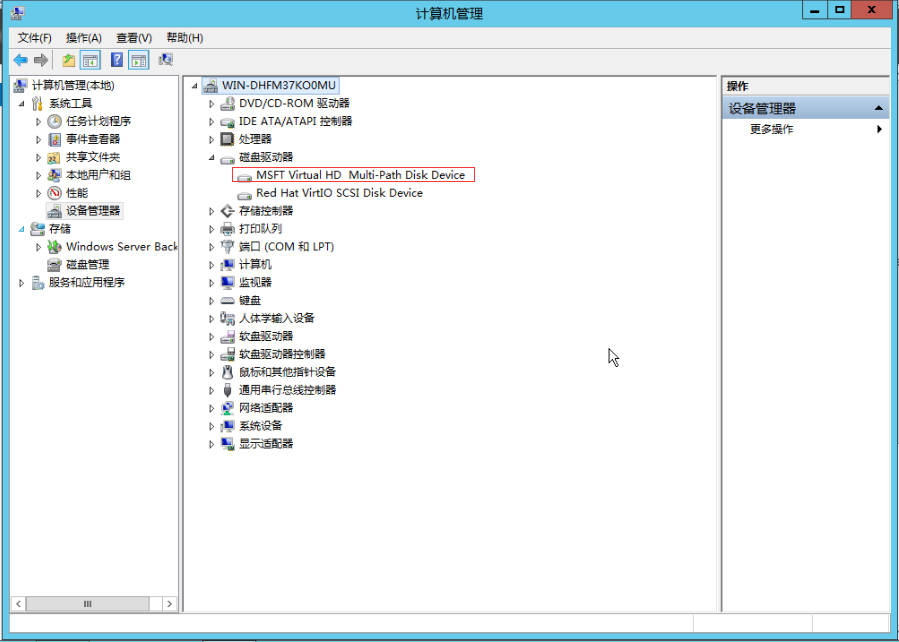 计算机管理
文件(F) 操作(A) 查看(V) 帮助(H)
计算机管理(本地)
系统工具
任务计划程序
事件查看器
共享文件夹
本地用户和组
性能
设备管理器
存储
Windows Server Back
磁盘管理
服务和应用程序
WIN-DHFM37KO0MU
DVD/CD-ROM 驱动器
IDE ATA/ATAPI 控制器
处理器
磁盘驱动器
MSFT Virtual HD  Multi-Path Disk Device
Red Hat VirtIO SCSI Disk Device
存储控制器
打印队列
端口 (COM 和 LPT)
计算机
监视器
键盘
人体学输入设备
软盘驱动器
软盘驱动器控制器
鼠标和其他指针设备
通用串行总线控制器
网络适配器
系统设备
显示适配器
操作
设备管理器
更多操作